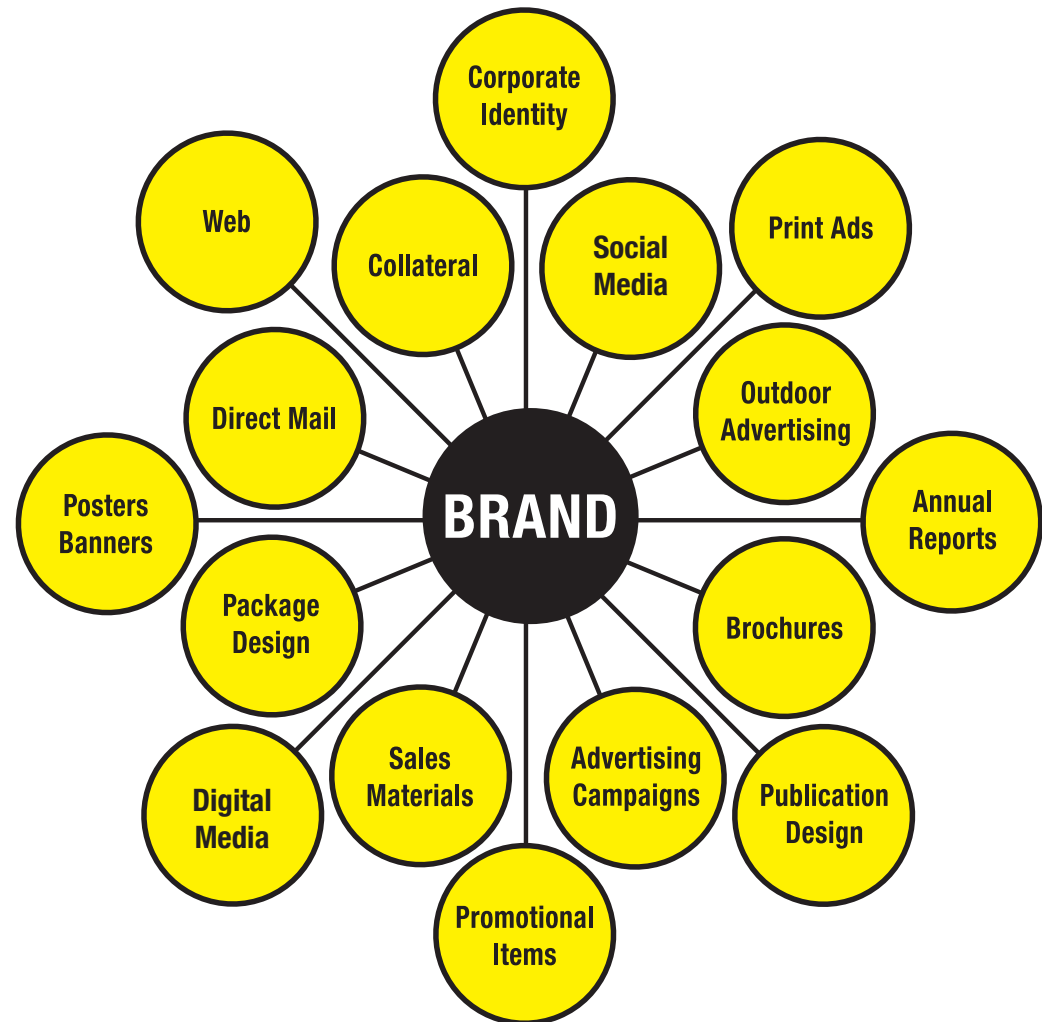 Corporate
Identity
Web
Print Ads
Collateral
Social
Media
Direct Mail
Outdoor
Advertising
Posters
Banners
BRAND
Annual
Reports
Package
Design
Brochures
Sales
Materials
Advertising
Campaigns
Digital
Media
Publication
Design
Promotional
Items